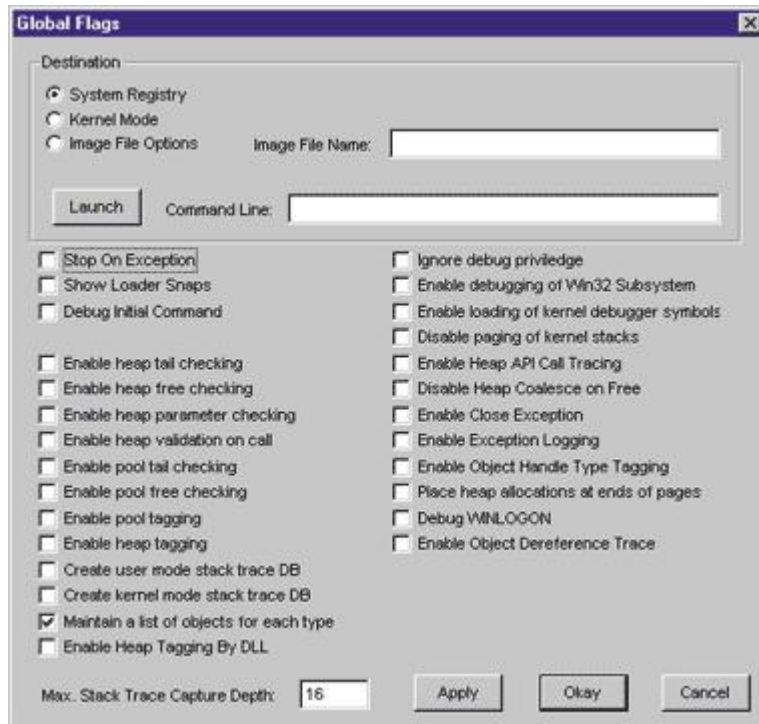 Global Flags
Destination
System Registry
Kernel Mode
Image File Options
Image File Name:
Launch
Command Line:
Stop On Exception
Show Loader Snaps
Debug Initial Command
Enable heap tail checking
Enable heap free checking
Enable heap parameter checking
Enable heap validation on call
Enable pool tail checking
Enable pool free checking
Enable pool tagging
Enable heap tagging
Create user mode stack trace DB
Create kernel mode stack trace DB
Maintain a list of objects for each type
Enable Heap Tagging By DLL
Ignore debug priviledge
Enable debugging of Win32 Subsystem
Enable loading of kernel debugger symbols
Disable paging of kernel stacks
Enable Heap API Call Tracing
Disable Heap Coalesce on Free
Enable Close Exception
Enable Exception Logging
Enable Object Handle Type Tagging
Place heap allocations at ends of pages
Debug WINLOGON
Enable Object Dereference Trace
Max. Stack Trace Capture Depth:
16
Apply
Okay
Cancel